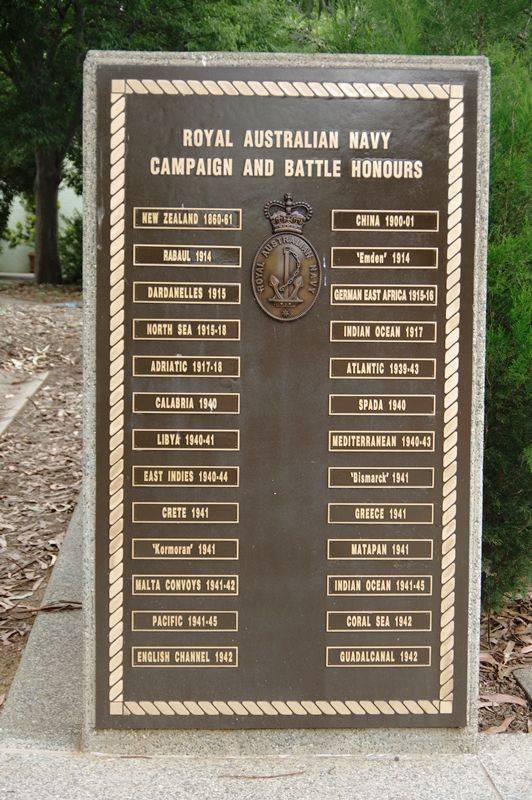 ROYAL AUSTRALIAN NAVY
CAMPAIGN AND BATTLE HONOURS
ROYAL AUSTRALIAN NAVY
NEW ZEALAND 1860-61
CHINA 1900-01
RABAUL 1914
'Emden' 1914
DARDANELLES 1915
GERMAN EAST AFRICA 1915-16
NORTH SEA 1915-18
INDIAN OCEAN 1917
ADRIATIC 1917-18
ATLANTIC 1939-43
CALABRIA 1940
SPADA 1940
LIBYA 1940-41
MEDITERRANEAN 1940-43
EAST INDIES 1940-44
'Bismarck' 1941
CRETE 1941
GREECE 1941
'Kormoran' 1941
MATAPAN 1941
MALTA CONVOYS 1941-42
INDIAN OCEAN 1941-45
PACIFIC 1941-45
CORAL SEA 1942
ENGLISH CHANNEL 1942
GUADALCANAL 1942